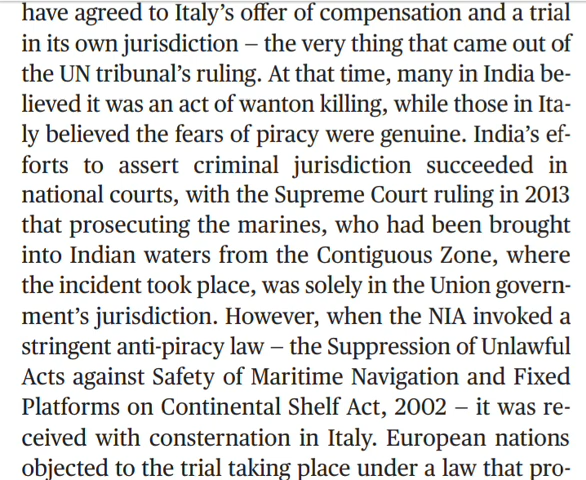 have agreed to Italy’s offer of compensation and a trial
in its own jurisdiction – the very thing that came out of
the UN tribunal’s ruling. At that time, many in India be-
lieved it was an act of wanton killing, while those in Ita-
ly believed the fears of piracy were genuine. India’s ef-
forts to assert criminal jurisdiction succeeded in
national courts, with the Supreme Court ruling in 2013
that prosecuting the marines, who had been brought
into Indian waters from the Contiguous Zone, where
the incident took place, was solely in the Union govern-
ment’s jurisdiction. However, when the NIA invoked a
stringent anti-piracy law – the Suppression of Unlawful
Acts against Safety of Maritime Navigation and Fixed
Platforms on Continental Shelf Act, 2002 – it was re-
ceived with consternation in Italy. European nations
objected to the trial taking place under a law that pro-